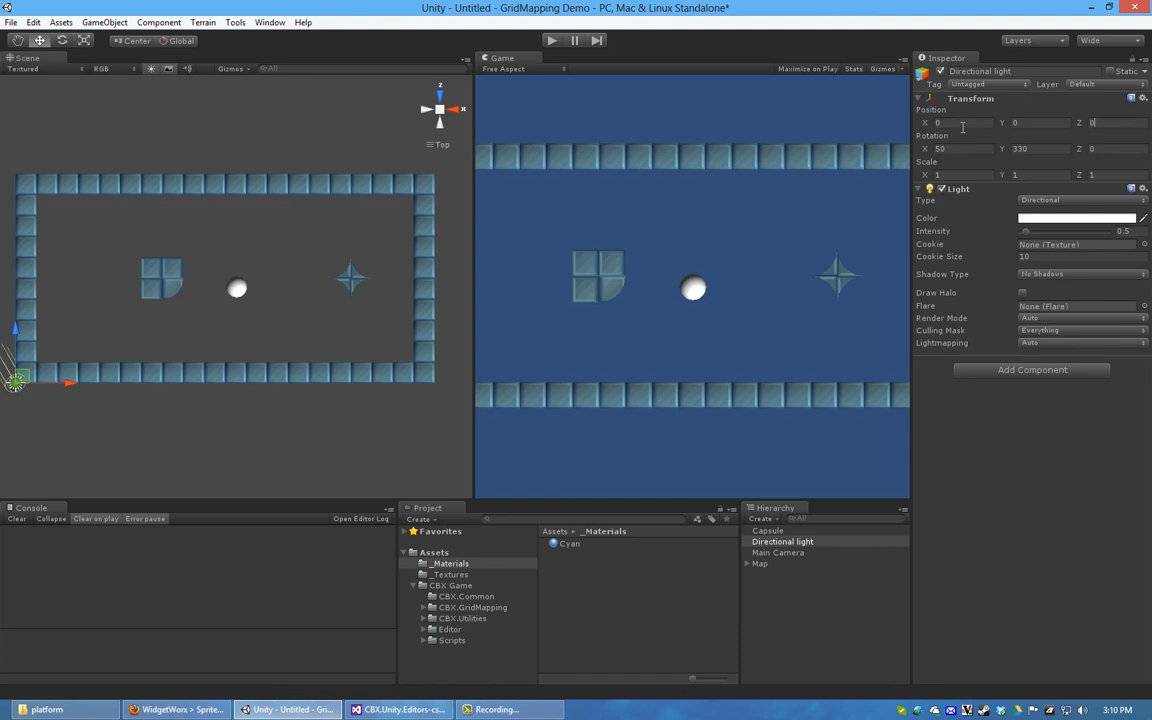 Unity - Untitled - GridMapping Demo - PC, Mac & Linux Standalone*
File Edit Assets GameObject Component Terrain Tools Window Help
Center Global Layers Wide
Scene
Textured RGB Gizmos All
z
x
Top
Game
Free Aspect Maximize on Play Stats Gizmos
Inspector
Directional light Static
Tag Untagged Layer Default
Transform
Position
X 0 Y 0 Z 0
Rotation
X 50 Y 330 Z 0
Scale
X 1 Y 1 Z 1
Light
Type Directional
Color
Intensity 0.5
Cookie None (Texture)
Cookie Size 10
Shadow Type No Shadows
Draw Halo
Flare None (Flare)
Render Mode Auto
Culling Mask Everything
Lightmapping Auto
Add Component
Console
Clear Collapse Clear on play Error pause Open Editor Log
Project
Create
Favorites
Assets
_Materials
_Textures
CBX Game
CBX.Common
CBX.GridMapping
CBX.Utilities
Editor
Scripts
Assets _Materials
Cyan
Hierarchy
Create All
Capsule
Directional light
Main Camera
Map
platform
WidgetWorx > Sprite...
Unity - Untitled - Gri...
CBX.Unity.Editors-cs...
Recording...
3:10 PM